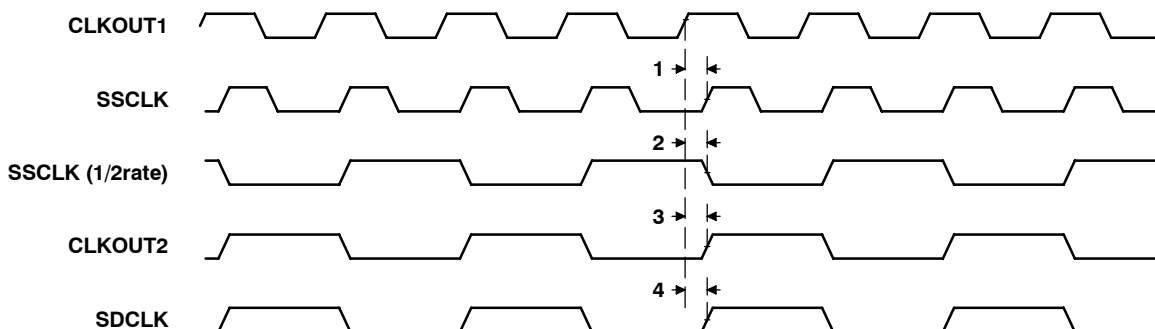 CLKOUT1
1
SSCLK
2
SSCLK (1/2rate)
3
CLKOUT2
4
SDCLK